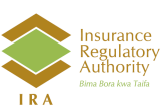 Insurance
Regulatory
Authority
Bima Bora kwa Taifa
IRA